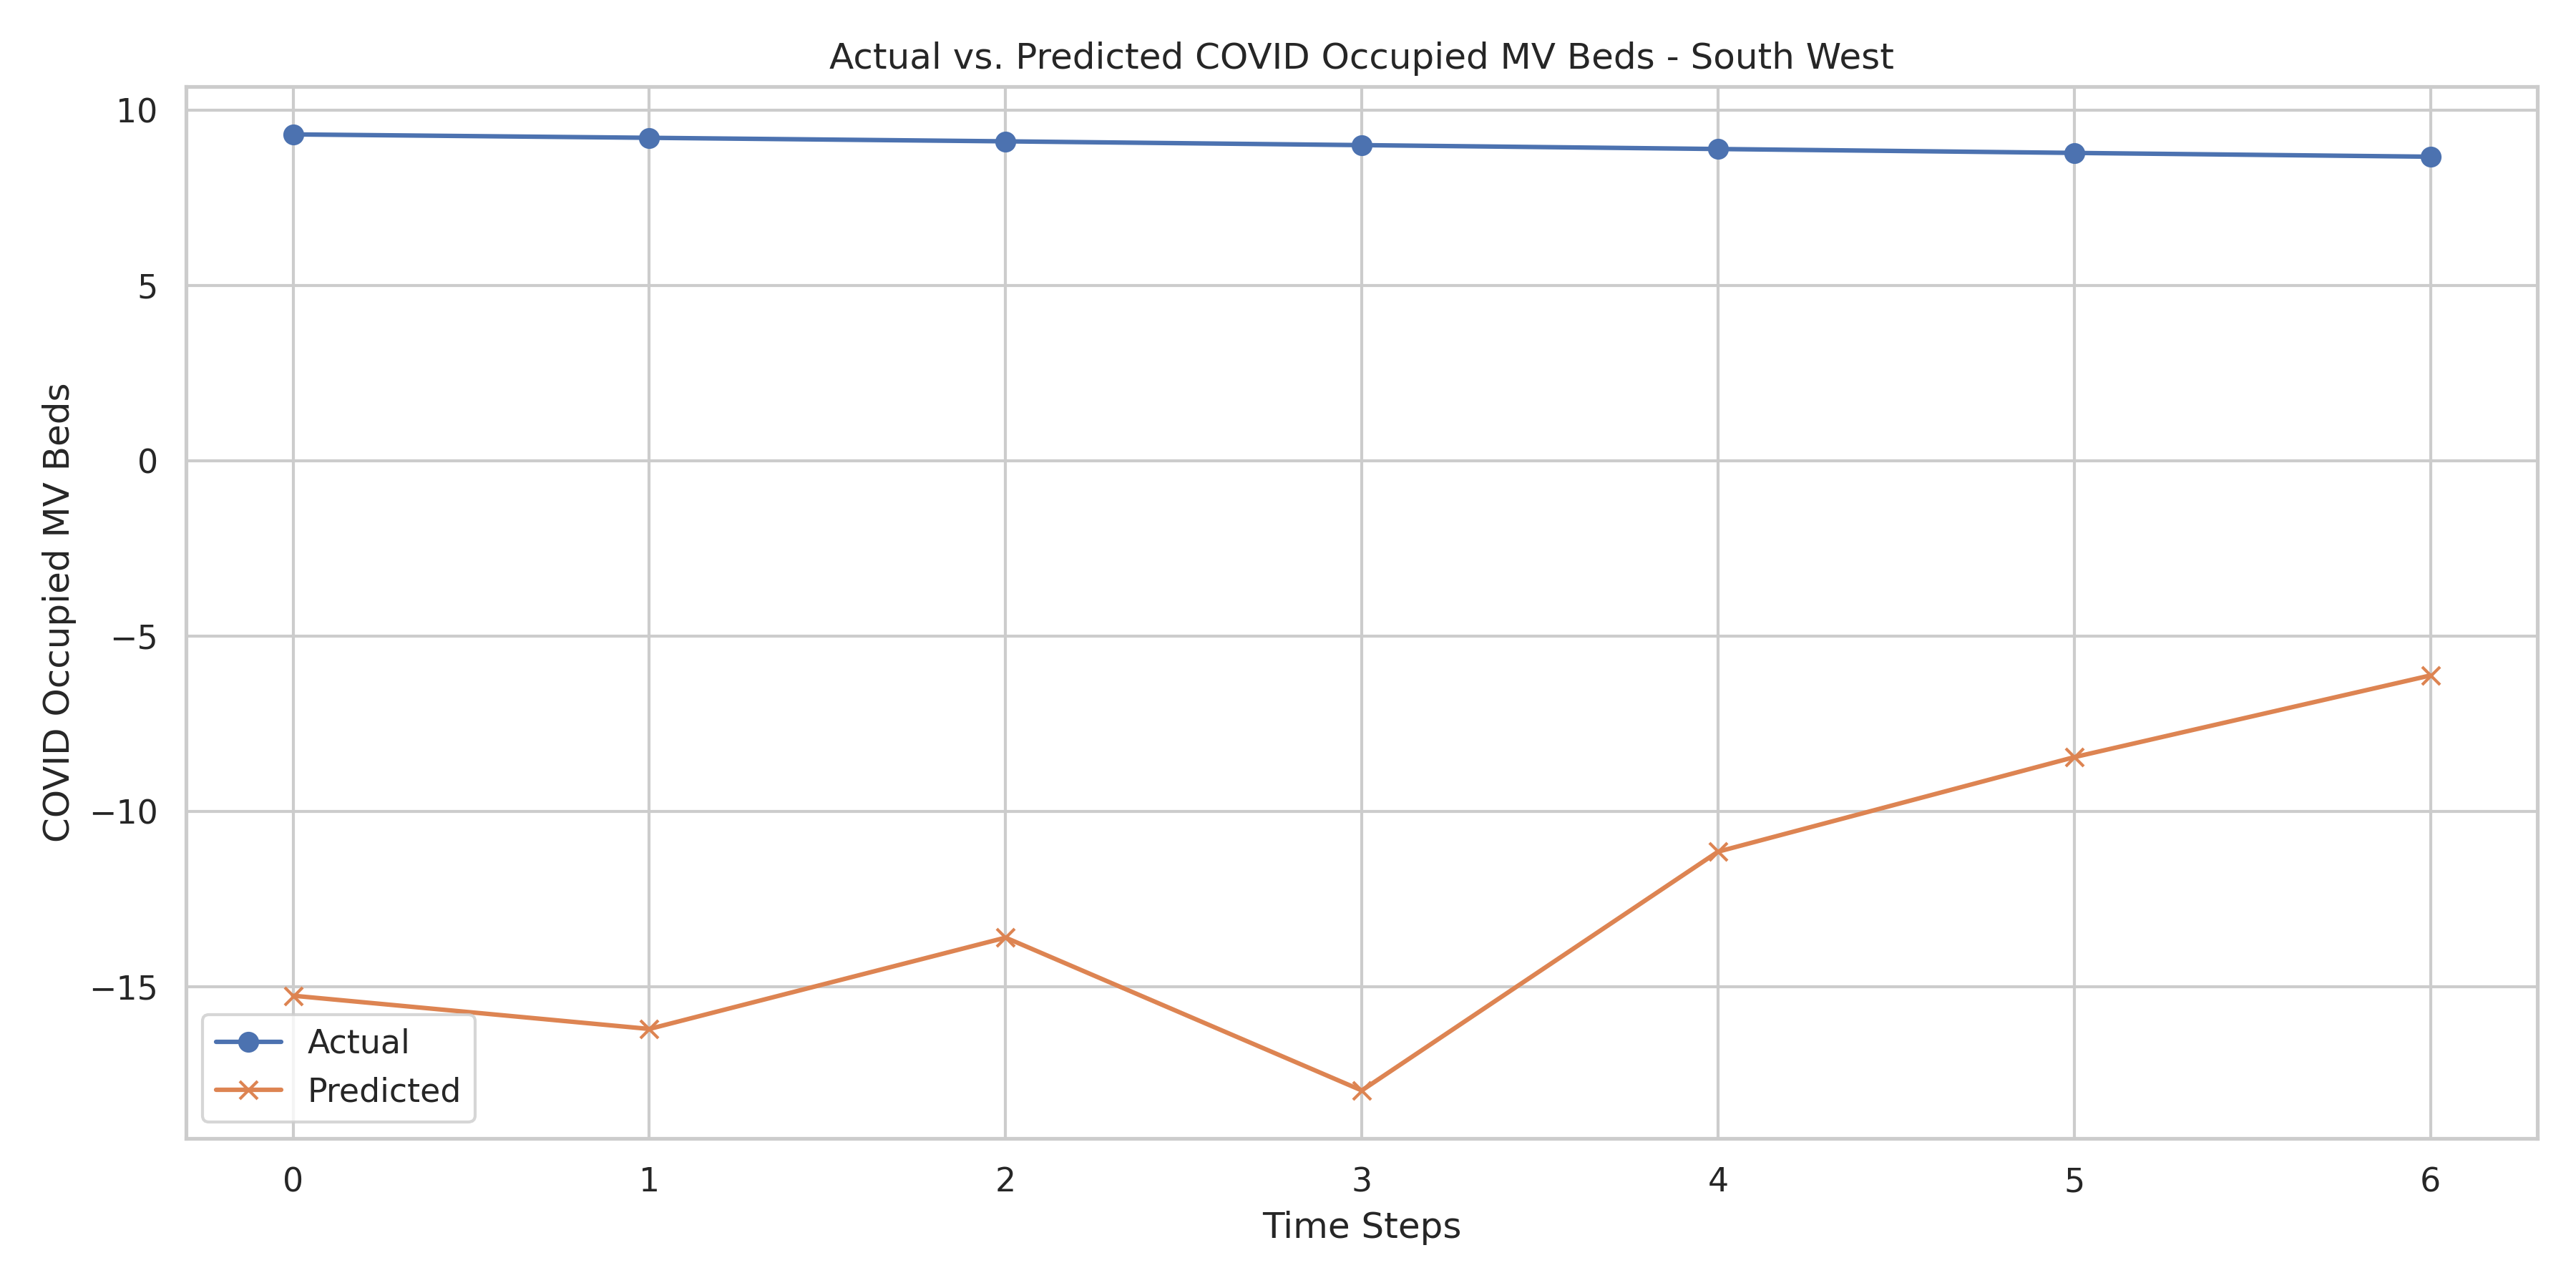 Actual vs. Predicted COVID Occupied MV Beds - South West
COVID Occupied MV Beds
10
5
0
−5
−10
−15
Actual
Predicted
0 1 2 3 4 5 6
Time Steps